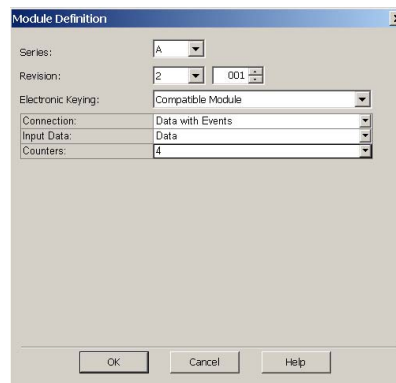 Module Definition
Series: A
Revision: 2 001
Electronic Keying: Compatible Module
Connection: Data with Events
Input Data: Data
Counters: 4
OK Cancel Help